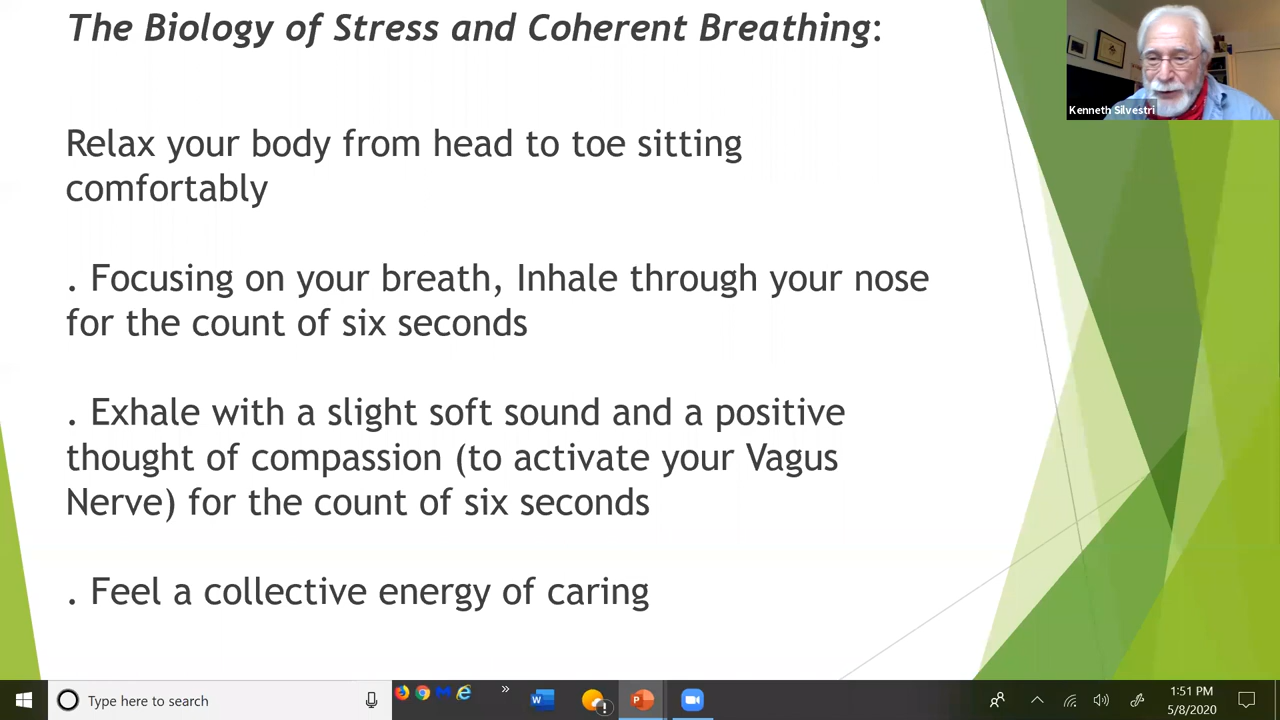 The Biology of Stress and Coherent Breathing:
Kenneth Silvestri
Relax your body from head to toe sitting
comfortably
. Focusing on your breath, Inhale through your nose
for the count of six seconds
. Exhale with a slight soft sound and a positive
thought of compassion (to activate your Vagus
Nerve) for the count of six seconds
. Feel a collective energy of caring
Type here to search
1:51 PM
5/8/2020